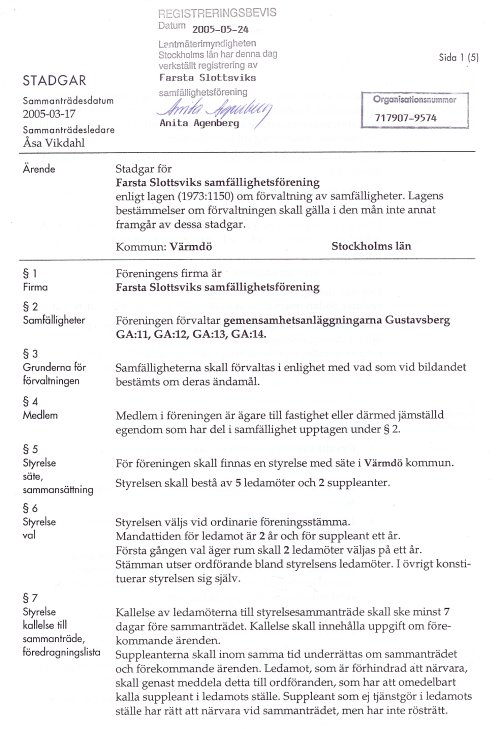 REGISTRERINGSBEVIS
Datum 2005-05-24
Lantmäterimyndigheten
Stockholms län har denna dag
verkställt registrering av
Farsta Slottsviks
samfällighetsförening
Anita Agenberg
Anita Agenberg
Sida 1 (5)
Organisationsnummer
717907-9574
STADGAR
Sammanträdesdatum
2005-03-17
Sammanträdesledare
Åsa Vikdahl
Ärende
Stadgar för
Farsta Slottsviks samfällighetsförening
enligt lagen (1973:1150) om förvaltning av samfälligheter. Lagens
bestämmelser om förvaltningen skall gälla i den mån inte annat
framgår av dessa stadgar.
Kommun: Värmdö Stockholms län
§ 1
Firma
Föreningens firma är
Farsta Slottsviks samfällighetsförening
§ 2
Samfälligheter
Föreningen förvaltar gemensamhetsanläggningarna Gustavsberg
GA:11, GA:12, GA:13, GA:14.
§ 3
Grunderna för
förvaltningen
Samfälligheterna skall förvaltas i enlighet med vad som vid bildandet
bestämts om deras ändamål.
§ 4
Medlem
Medlem i föreningen är ägare till fastighet eller därmed jämställd
egendom som har del i samfällighet upptagen under § 2.
§ 5
Styrelse
säte,
sammansättning
För föreningen skall finnas en styrelse med säte i Värmdö kommun.
Styrelsen skall bestå av 5 ledamöter och 2 suppleanter.
§ 6
Styrelse
val
Styrelsen väljs vid ordinarie föreningsstämma.
Mandattiden för ledamot är 2 år och för suppleant ett år.
Första gången val äger rum skall 2 ledamöter väljas på ett år.
Stämman utser ordförande bland styrelsens ledamöter. I övrigt konsti-
tuerar styrelsen sig själv.
§ 7
Styrelse
kallelse till
sammanträde,
föredragningslista
Kallelse av ledamöterna till styrelsesammanträde skall ske minst 7
dagar före sammanträdet. Kallelse skall innehålla uppgift om före-
kommande ärenden.
Suppleanterna skall inom samma tid underrättas om sammanträdet
och förekommande ärenden. Ledamot, som är förhindrad att närvara,
skall genast meddela detta till ordföranden, som har att omedelbart
kalla suppleant i ledamots ställe. Suppleant som ej tjänstgör i ledamots
ställe har rätt att närvara vid sammanträdet, men har inte rösträtt.